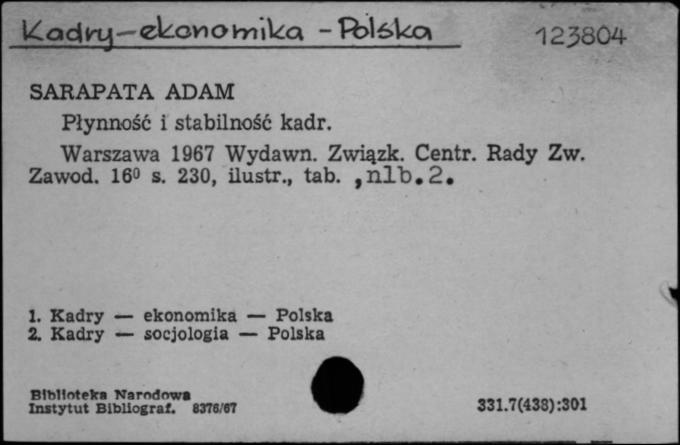 Kadry - ekonomika - Polska 123804
SARAPATA ADAM
Płynność i stabilność kadr.
Warszawa 1967 Wydawn. Związk. Centr. Rady Zw.
Zawod. 16⁰ s. 230, ilustr., tab. ,nlb.2.
1. Kadry — ekonomika — Polska
2. Kadry — socjologia — Polska
Biblioteka Narodowa
Instytut Bibliograf. 8376/67 331.7(438):301